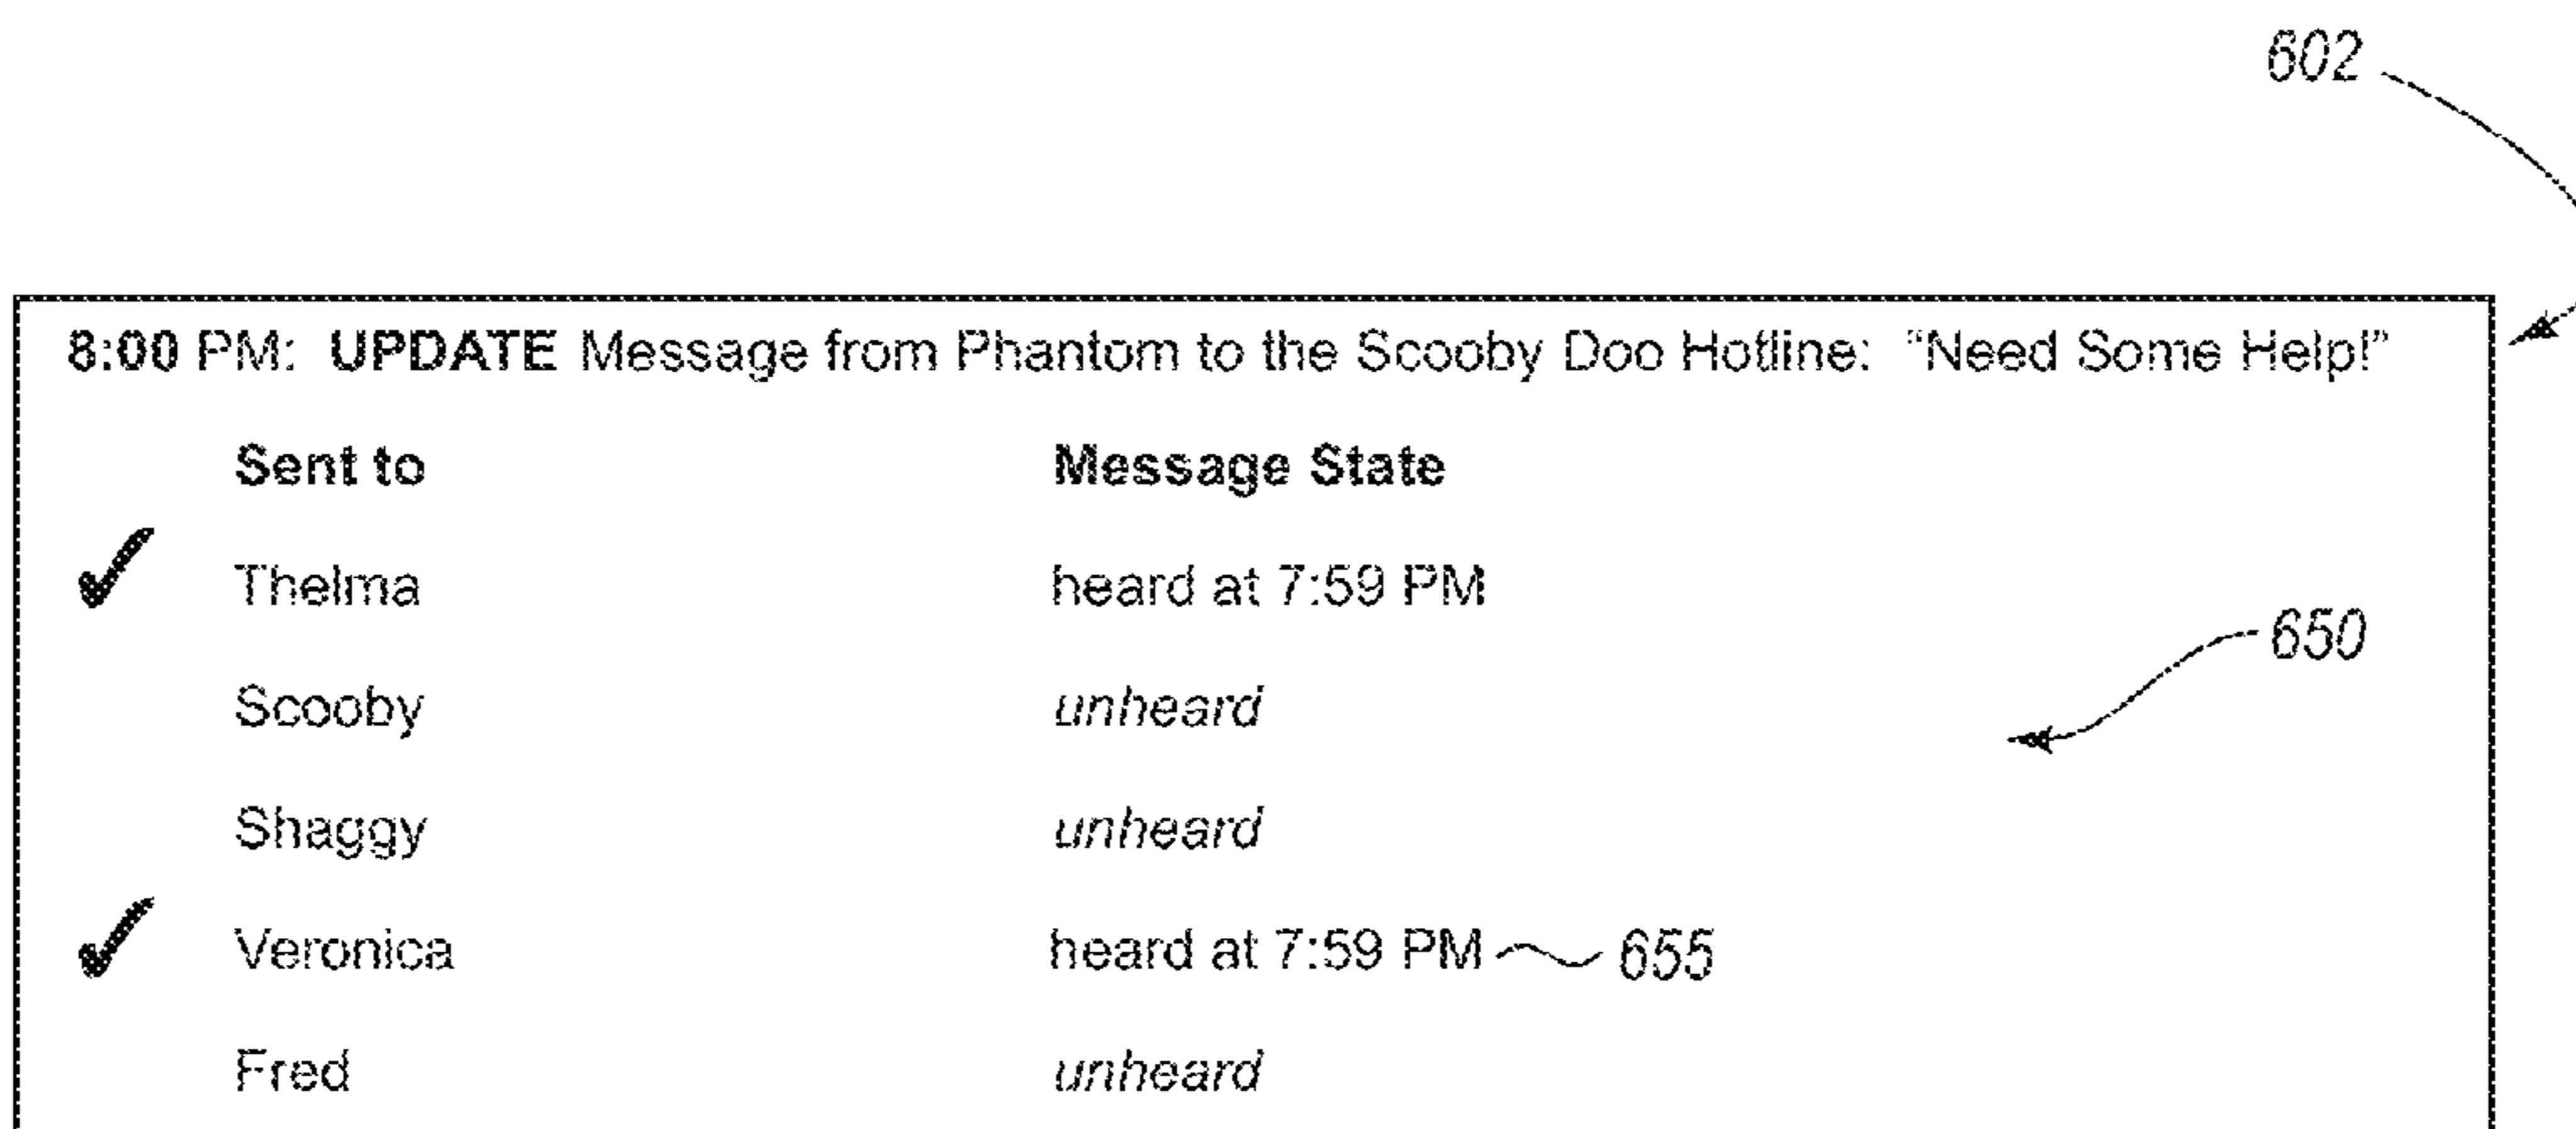 602
8:00 PM: UPDATE Message from Phantom to the Scooby Doo Hotline: “Need Some Help!”
Sent to Message State
✓ Thelma heard at 7:59 PM
650
Scooby unheard
Shaggy unheard
✓ Veronica heard at 7:59 PM 655
Fred unheard